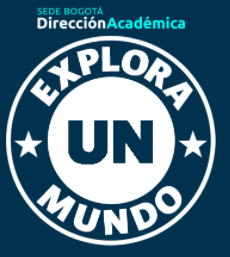 SEDE BOGOTÁ
DirecciónAcadémica
EXPLORA
UN
MUNDO